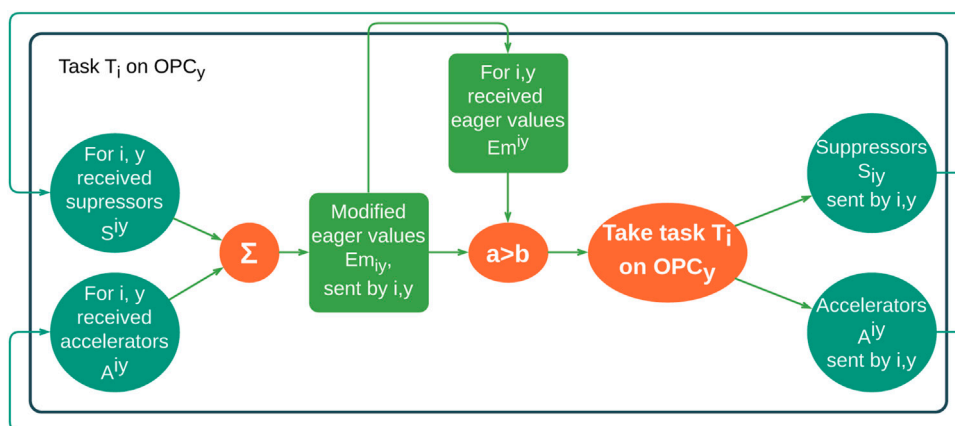 Task Ti on OPCy
For i, y
received
supressors
Siy
For i, y
received
accelerators
Aiy
Σ
Modified
eager values
Emiy,
sent by i,y
For i,y
received
eager values
Emiy
a>b
Take task Ti
on OPCy
Suppressors
Siy
sent by i,y
Accelerators
Aiy
sent by i,y